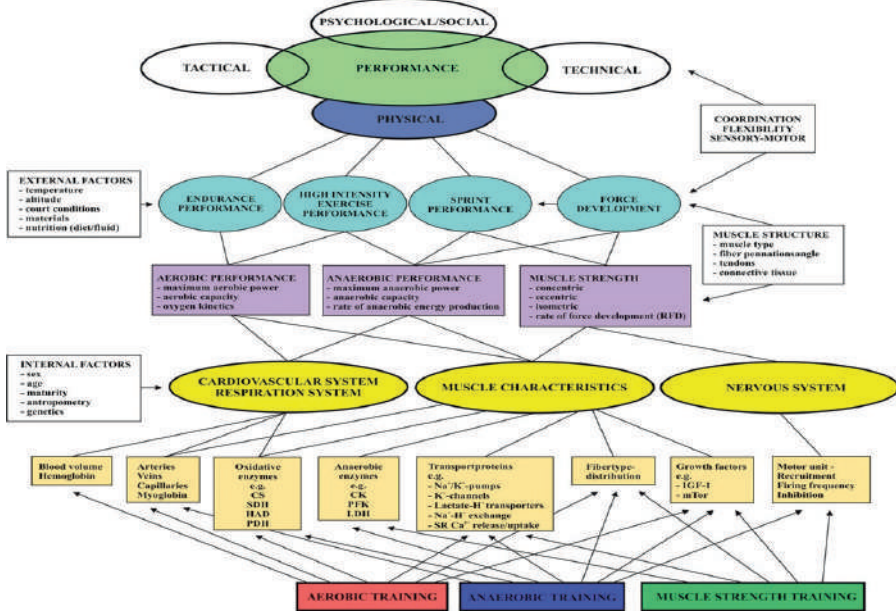 PSYCHOLOGICAL/SOCIAL
TACTICAL
PERFORMANCE
TECHNICAL
PHYSICAL
COORDINATION
FLEXIBILITY
SENSORY-MOTOR
EXTERNAL FACTORS
- temperature
- altitude
- court conditions
- materials
- nutrition (diet/fluid)
ENDURANCE
PERFORMANCE
HIGH INTENSITY
EXERCISE
PERFORMANCE
SPRINT
PERFORMANCE
FORCE
DEVELOPMENT
MUSCLE STRUCTURE
- muscle type
- fiber pennationsangle
- tendons
- connective tissue
AEROBIC PERFORMANCE
- maximum aerobic power
- aerobic capacity
- oxygen kinetics
ANAEROBIC PERFORMANCE
- maximum anaerobic power
- anaerobic capacity
- rate of anaerobic energy production
MUSCLE STRENGTH
- concentric
- eccentric
- isometric
- rate of force development (RFD)
INTERNAL FACTORS
- sex
- age
- maturity
- antropometry
- genetics
CARDIOVASCULAR SYSTEM
RESPIRATION SYSTEM
MUSCLE CHARACTERISTICS
NERVOUS SYSTEM
Blood volume
Hemoglobin
Arteries
Veins
Capillaries
Myoglobin
Oxidative
enzymes
e.g.
CS
SDH
HAD
PDH
Anaerobic
enzymes
e.g.
CK
PFK
LDH
Transportproteins
e.g.
- Na⁺/K⁺-pumps
- K⁺-channels
- Lactate-H⁺ transporters
- Na⁺-H⁺ exchange
- SR Ca²⁺ release/uptake
Fibertype-
distribution
Growth factors
e.g.
- IGF-1
- mTor
Motor unit -
Recruitment
Firing frequency
Inhibition
AEROBIC TRAINING
ANAEROBIC TRAINING
MUSCLE STRENGTH TRAINING